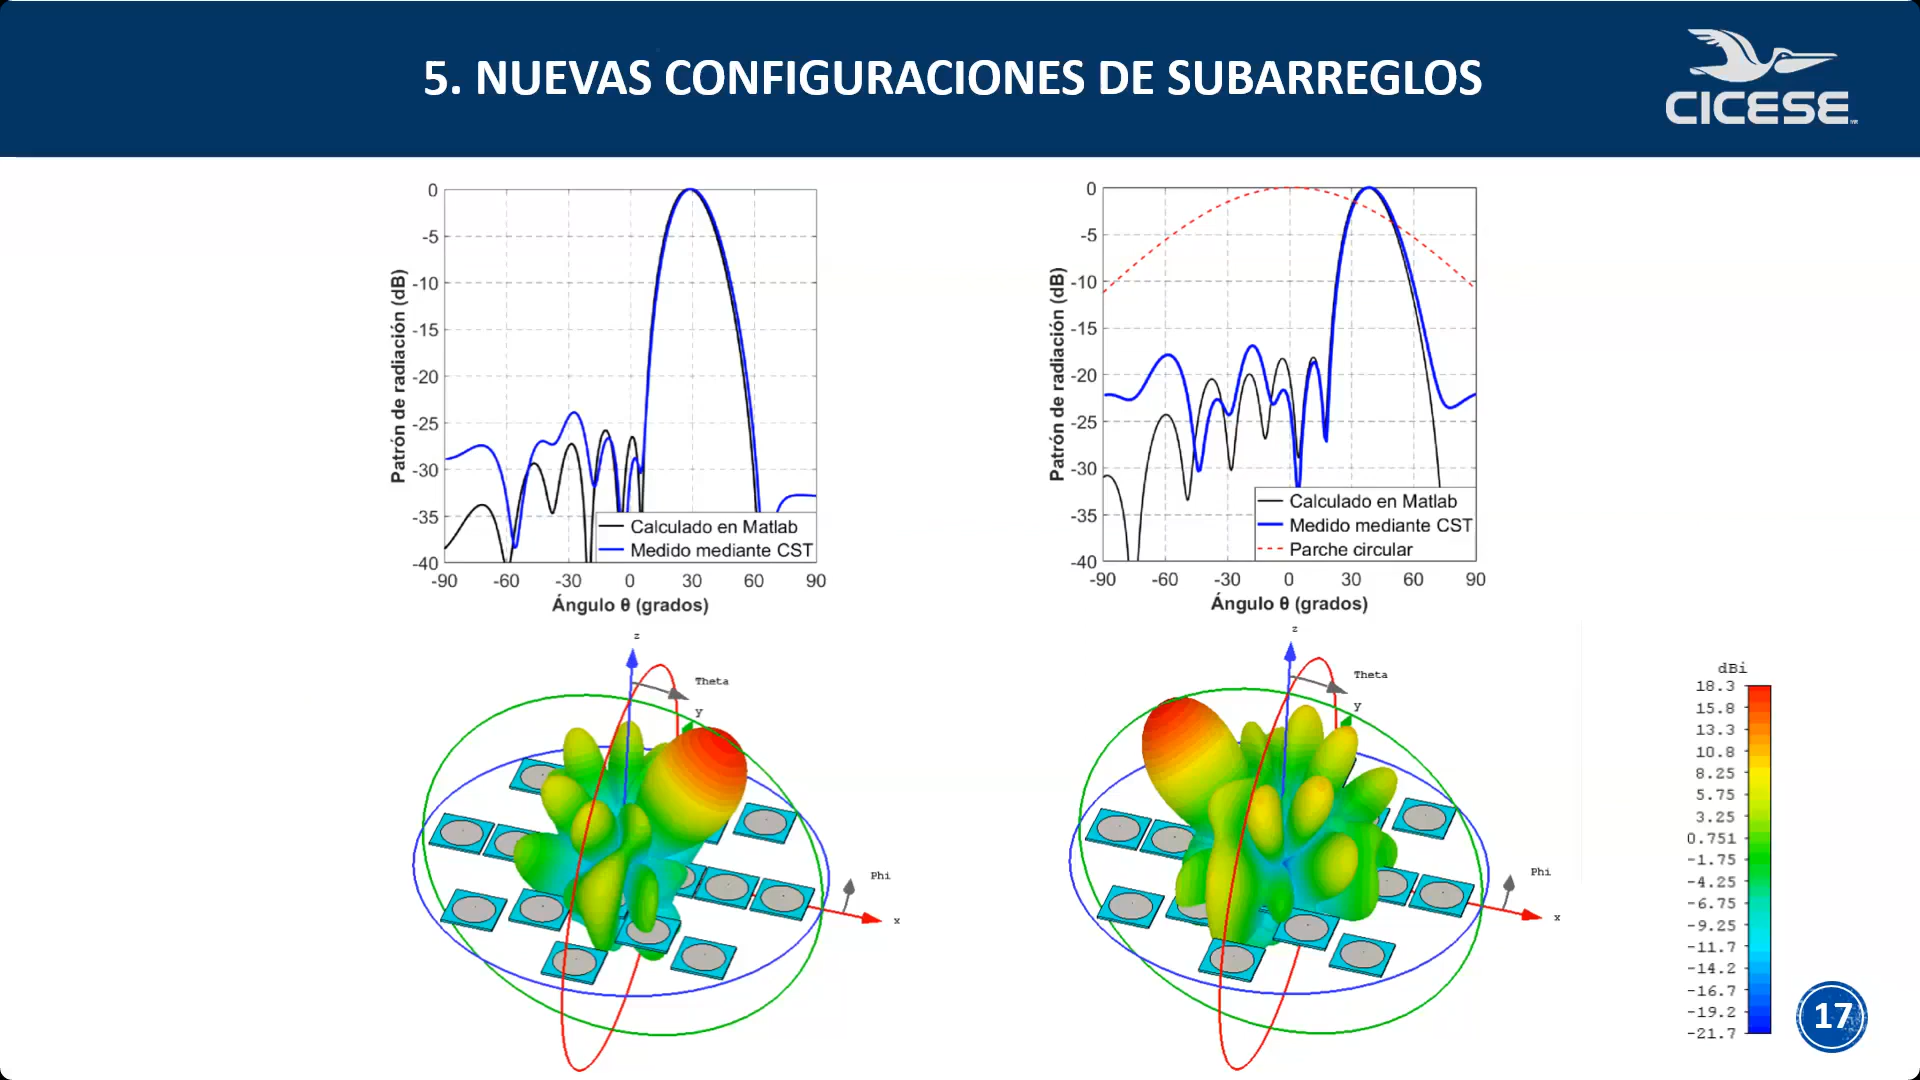 5. NUEVAS CONFIGURACIONES DE SUBARREGLOS
CICESE
0
-5
-10
-15
-20
-25
-30
-35
-40
Patrón de radiación (dB)
Calculado en Matlab
Medido mediante CST
-90 -60 -30 0 30 60 90
Ángulo θ (grados)
0
-5
-10
-15
-20
-25
-30
-35
-40
Patrón de radiación (dB)
Calculado en Matlab
Medido mediante CST
Parche circular
-90 -60 -30 0 30 60 90
Ángulo θ (grados)
z
Theta
y
Phi
x
z
Theta
y
Phi
x
dBi
18.3
15.8
13.3
10.8
8.25
5.75
3.25
0.751
-1.75
-4.25
-6.75
-9.25
-11.7
-14.2
-16.7
-19.2
-21.7
17